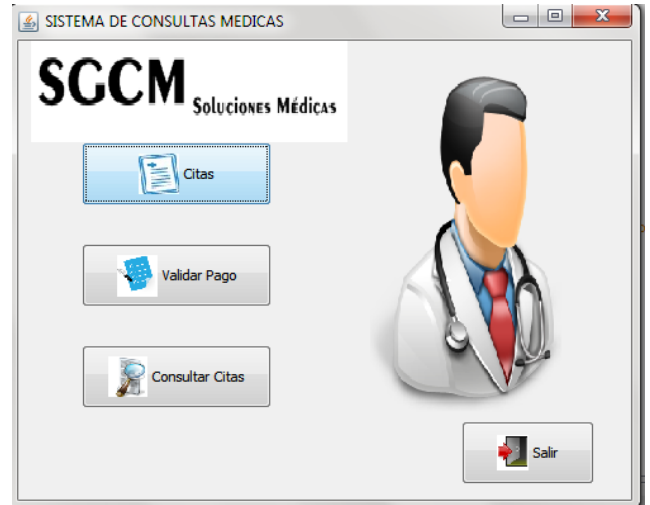 SISTEMA DE CONSULTAS MEDICAS
SGCM Soluciones Médicas
Citas
Validar Pago
Consultar Citas
Salir